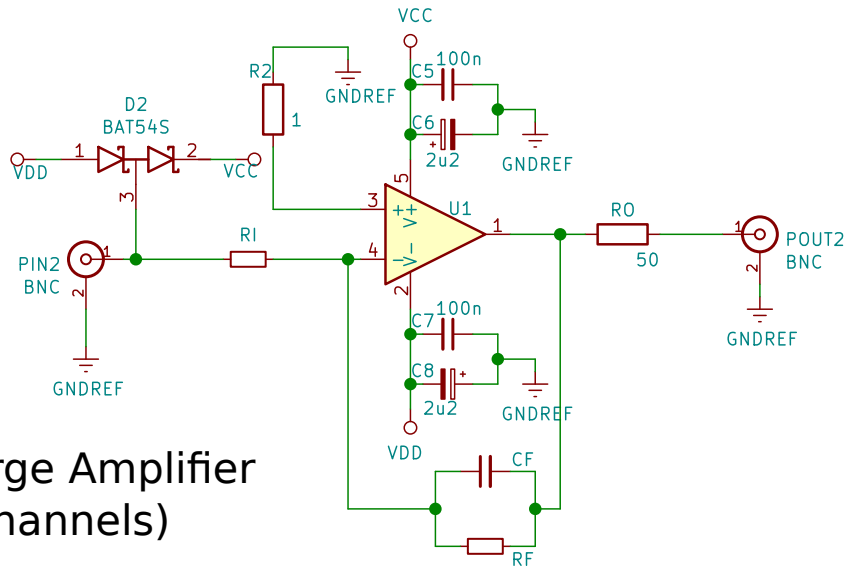 VCC
R2
C5
100n
GNDREF
D2
BAT54S
1
C6
+
2u2
GNDREF
VDD
1
2
VCC
3
5
3
+
V+
U1
1
RO
50
1
POUT2
BNC
2
GNDREF
PIN2
BNC
1
2
GNDREF
RI
4
-
V-
2
C7
100n
C8
+
2u2
GNDREF
VDD
rge Amplifier
hannels)
CF
RF